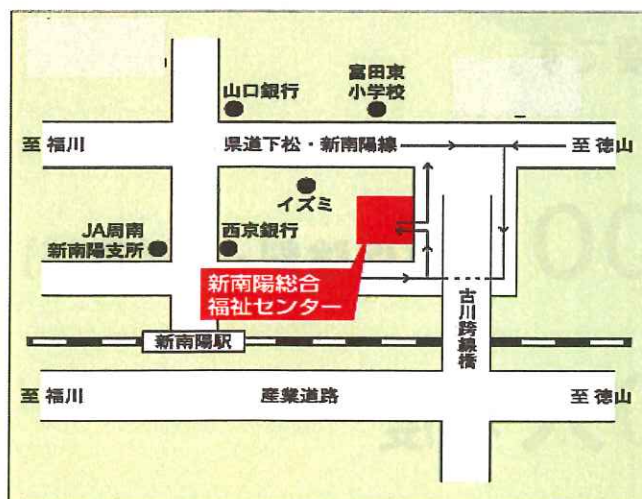 山口銀行
富田東
小学校
至 福川
県道下松・新南陽線
至 徳山
イズミ
JA周南
新南陽支所
西京銀行
新南陽総合
福祉センター
古川跨線橋
新南陽駅
至 福川
産業道路
至 徳山